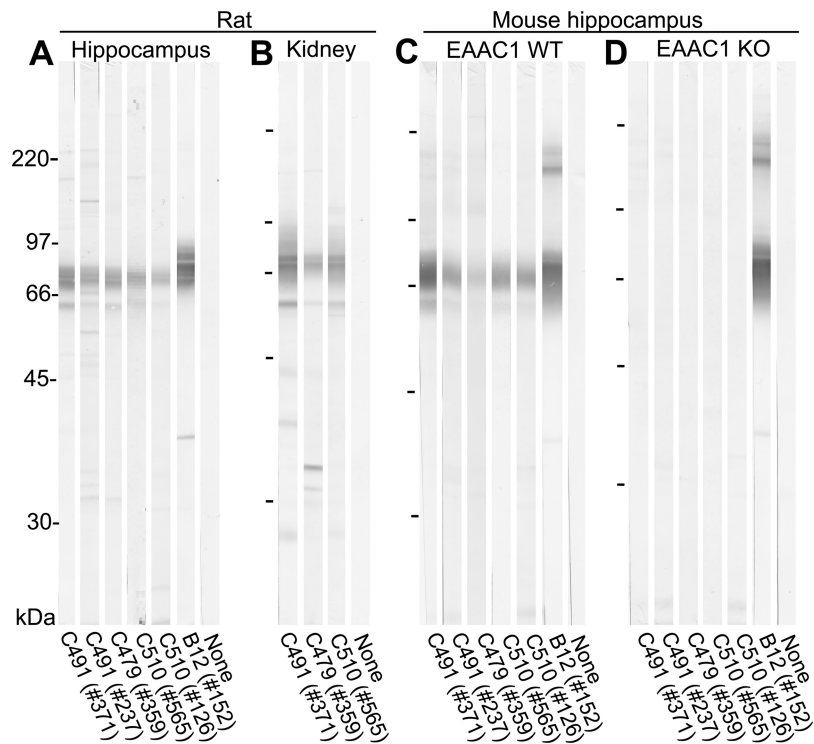 Rat Mouse hippocampus
A Hippocampus B Kidney C EAAC1 WT D EAAC1 KO
220-
97-
66-
45-
30-
kDa
C491 (#371) C491 (#237) C479 (#359) C510 (#565) C510 (#126) B12 (#152) None C491 (#371) C479 (#359) C510 (#565) None C491 (#371) C491 (#237) C479 (#359) C510 (#565) C510 (#126) B12 (#152) None C491 (#371) C491 (#237) C479 (#359) C510 (#565) C510 (#126) B12 (#152) None